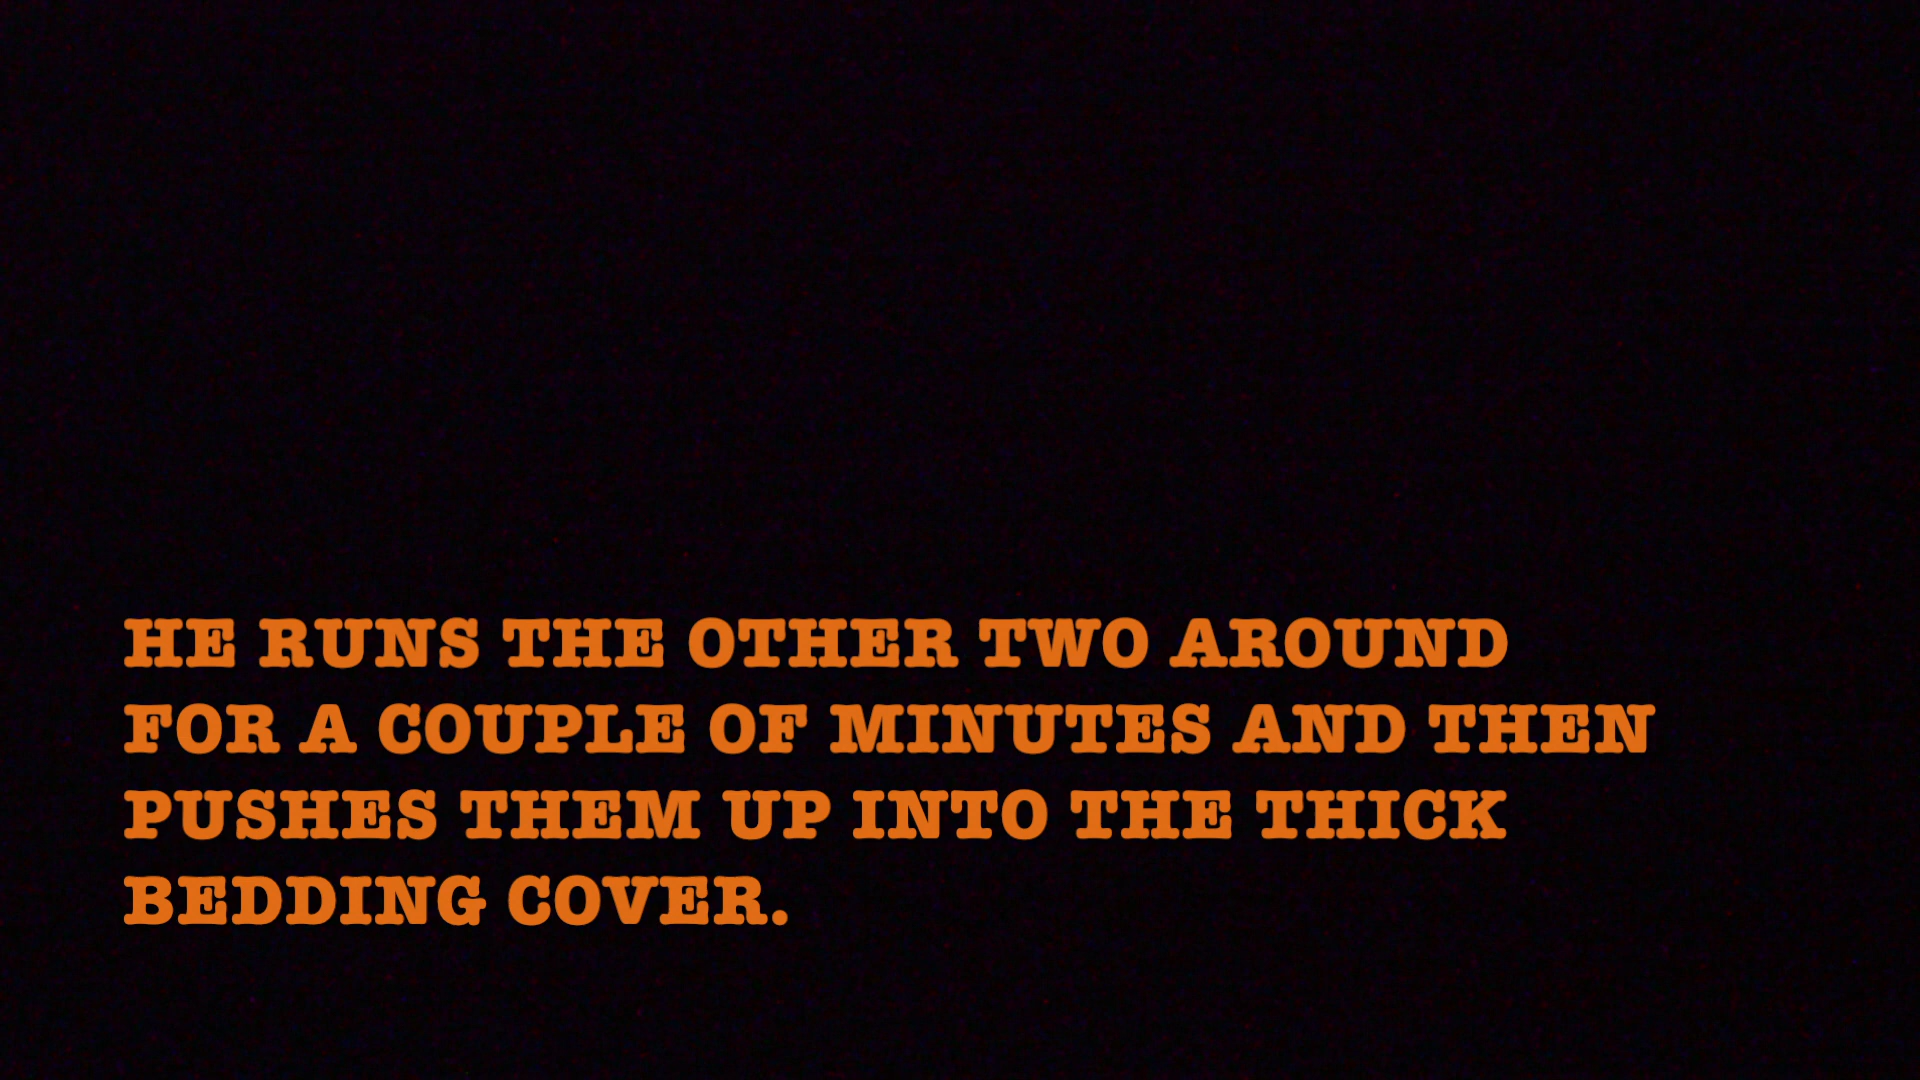 HE RUNS THE OTHER TWO AROUND
FOR A COUPLE OF MINUTES AND THEN
PUSHES THEM UP INTO THE THICK
BEDDING COVER.